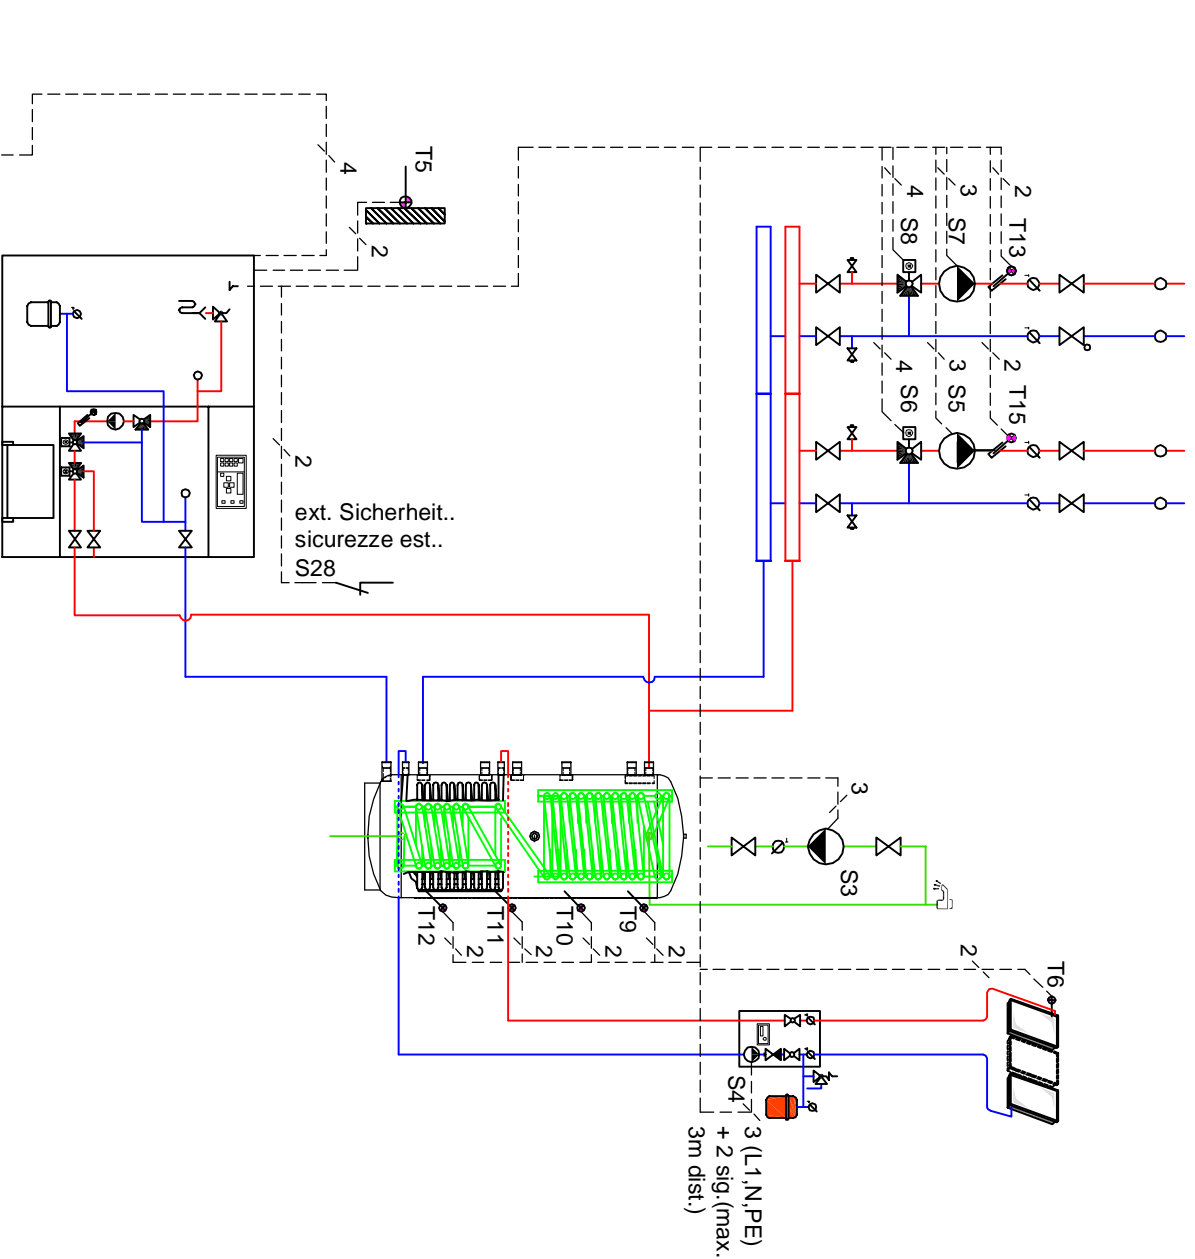 4
T5
2
4
S8
3
S7
2
T13
4
S6
3
S5
2
T15
2
ext. Sicherheit..
sicurezze est..
S28
3
S3
T12
2
T11
2
T10
2
T9
2
2
T6
S4
3 (L1,N,PE)
+ 2 sig.(max.
3m dist.)